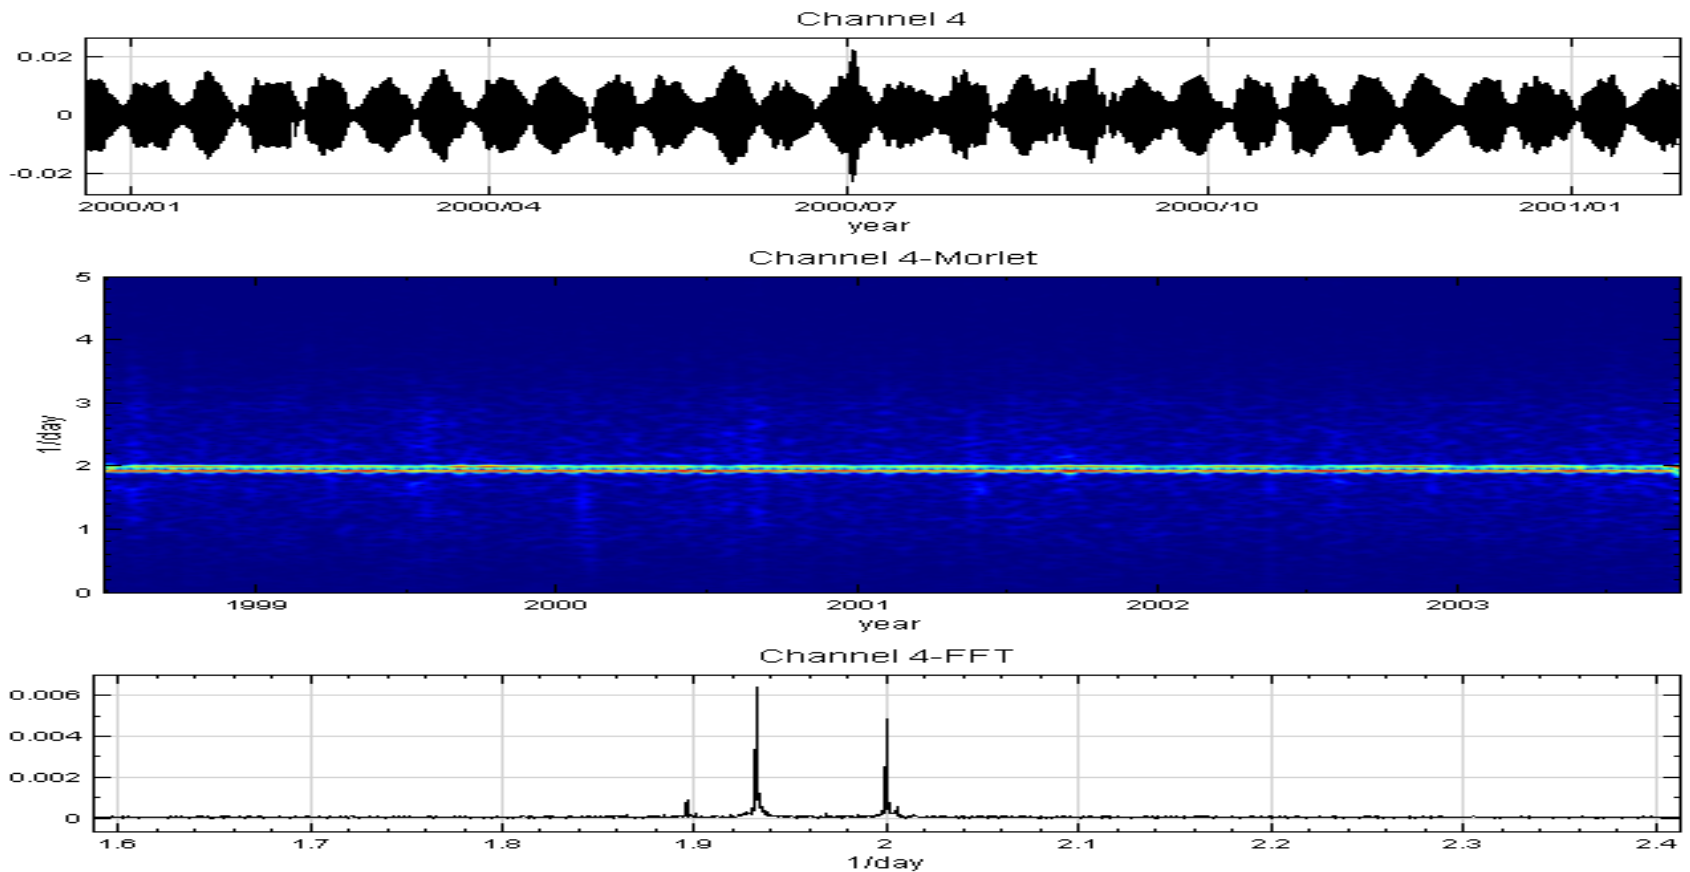 Channel 4
0.02
0
-0.02
2000/01 2000/04 2000/07 2000/10 2001/01
year
Channel 4-Morlet
5
4
3
2
1
0
1/day
1999 2000 2001 2002 2003
year
Channel 4-FFT
0.006
0.004
0.002
0
1.6 1.7 1.8 1.9 2 2.1 2.2 2.3 2.4
1/day